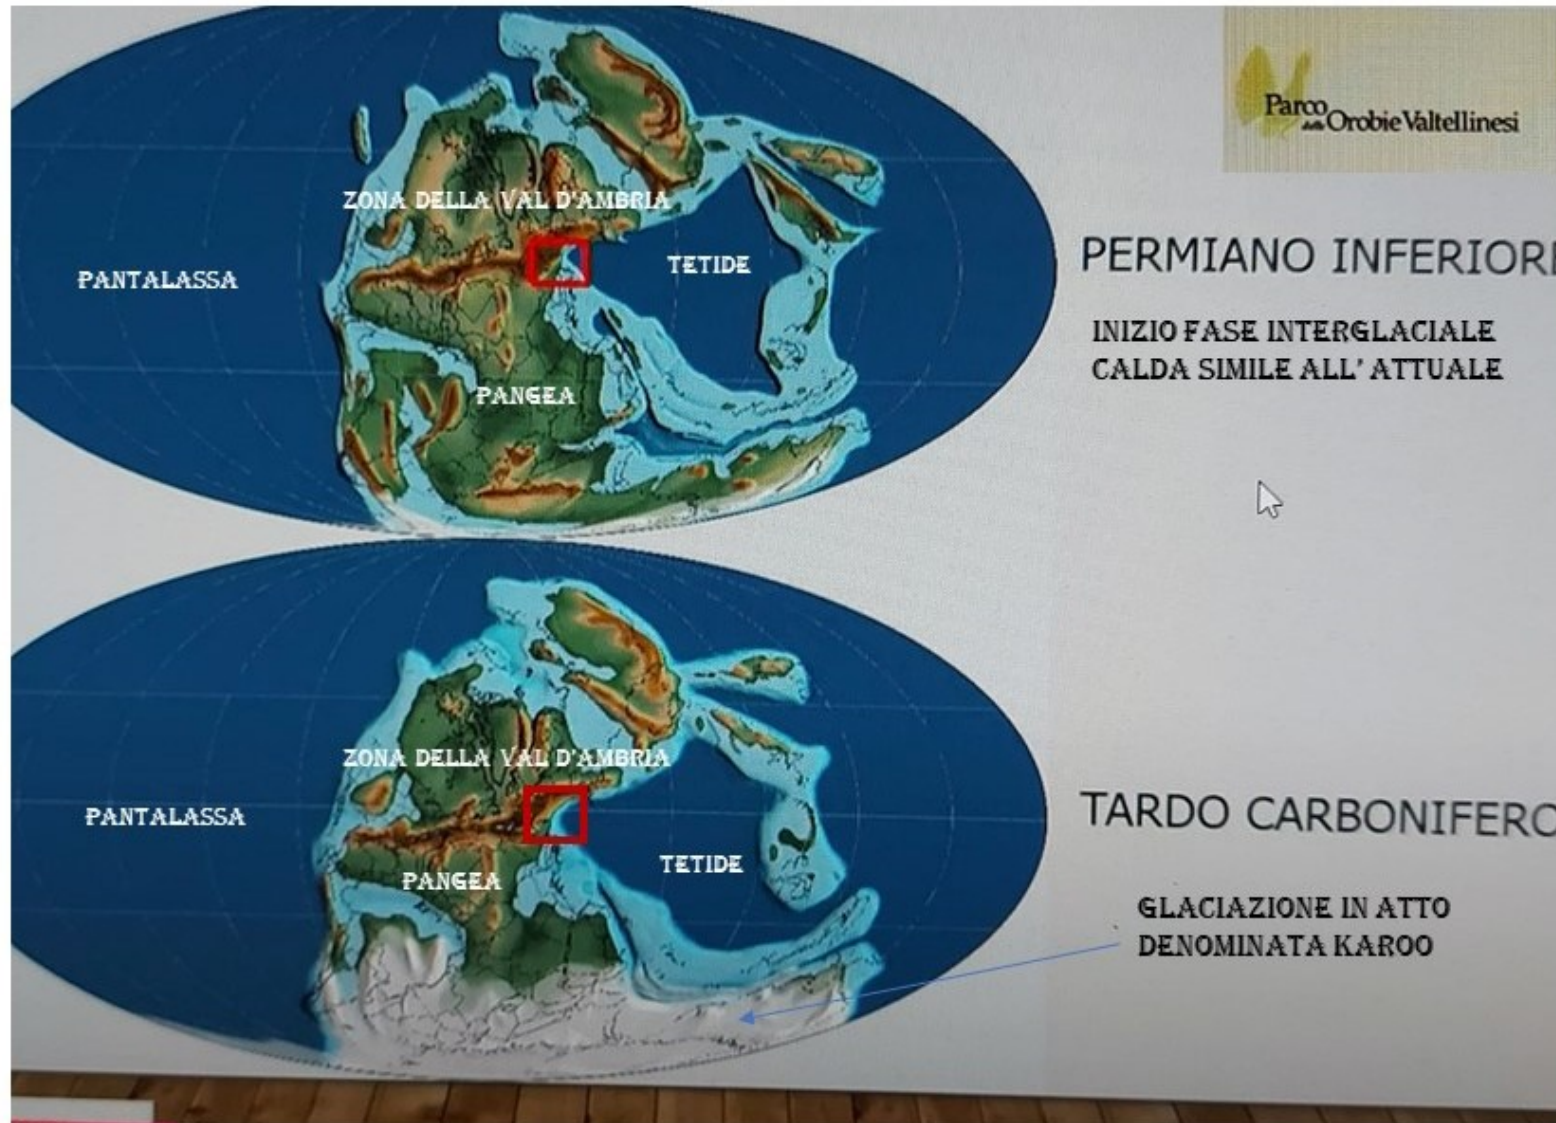 Parco
delle Orobie Valtellinesi
ZONA DELLA VAL D'AMBRIA
PANTALASSA
TETIDE
PERMIANO INFERIORE
INIZIO FASE INTERGLACIALE
CALDA SIMILE ALL' ATTUALE
PANGEA
ZONA DELLA VAL D'AMBRIA
PANTALASSA
TETIDE
PANGEA
TARDO CARBONIFERO
GLACIAZIONE IN ATTO
DENOMINATA KAROO